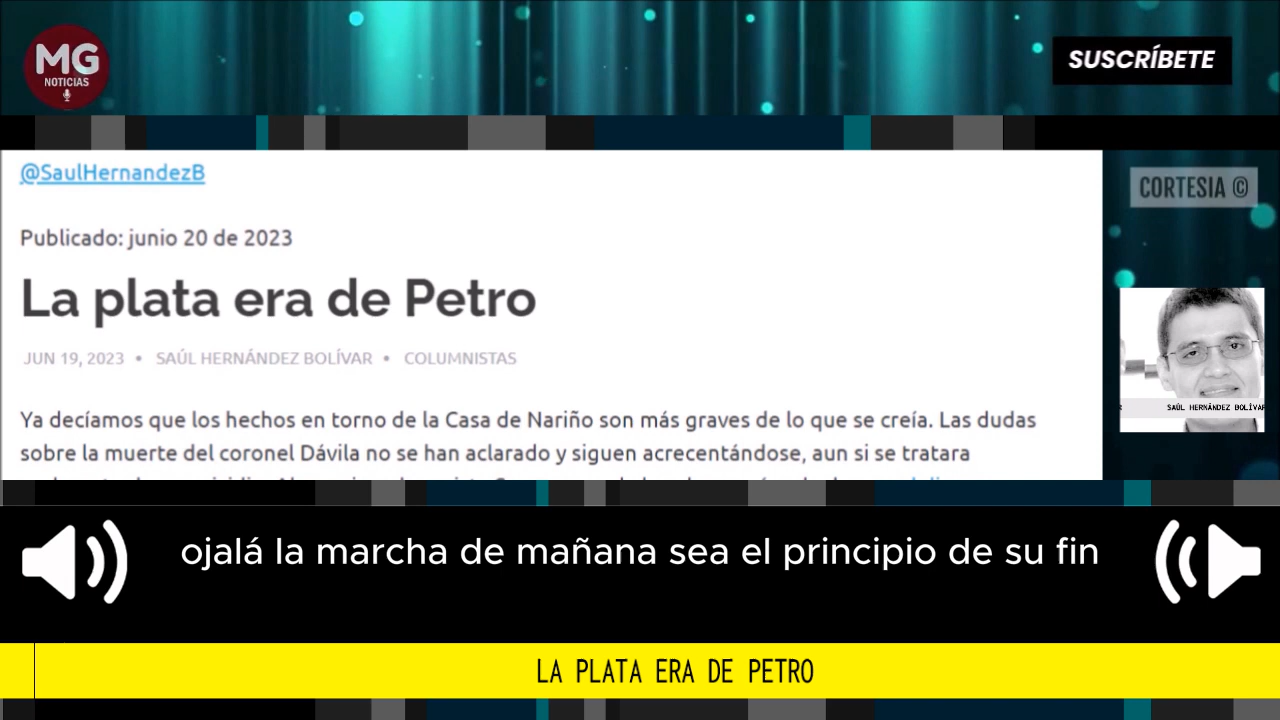 MG
NOTICIAS
SUSCRÍBETE
@SaulHernandezB
CORTESIA ©
Publicado: junio 20 de 2023
La plata era de Petro
JUN 19, 2023 • SAÚL HERNÁNDEZ BOLÍVAR • COLUMNISTAS
SAÚL HERNÁNDEZ BOLÍVAR
Ya decíamos que los hechos en torno de la Casa de Nariño son más graves de lo que se creía. Las dudas
sobre la muerte del coronel Dávila no se han aclarado y siguen acrecentándose, aun si se tratara
ojalá la marcha de mañana sea el principio de su fin
LA PLATA ERA DE PETRO